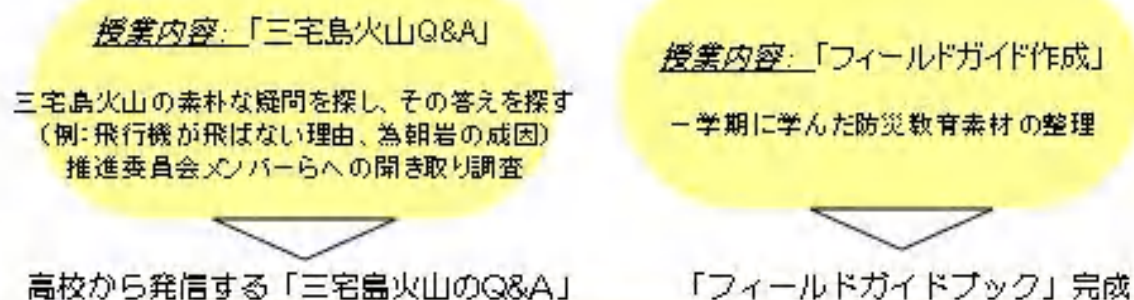 授業内容:「三宅島火山Q&A」
三宅島火山の素朴な疑問を探し、その答えを探す
(例:飛行機が飛ばない理由、為朝岩の成因)
推進委員会メンバーらへの聞き取り調査
高校から発信する「三宅島火山のQ&A」
授業内容:「フィールドガイド作成」
一学期に学んだ防災教育素材の整理
「フィールドガイドブック」完成